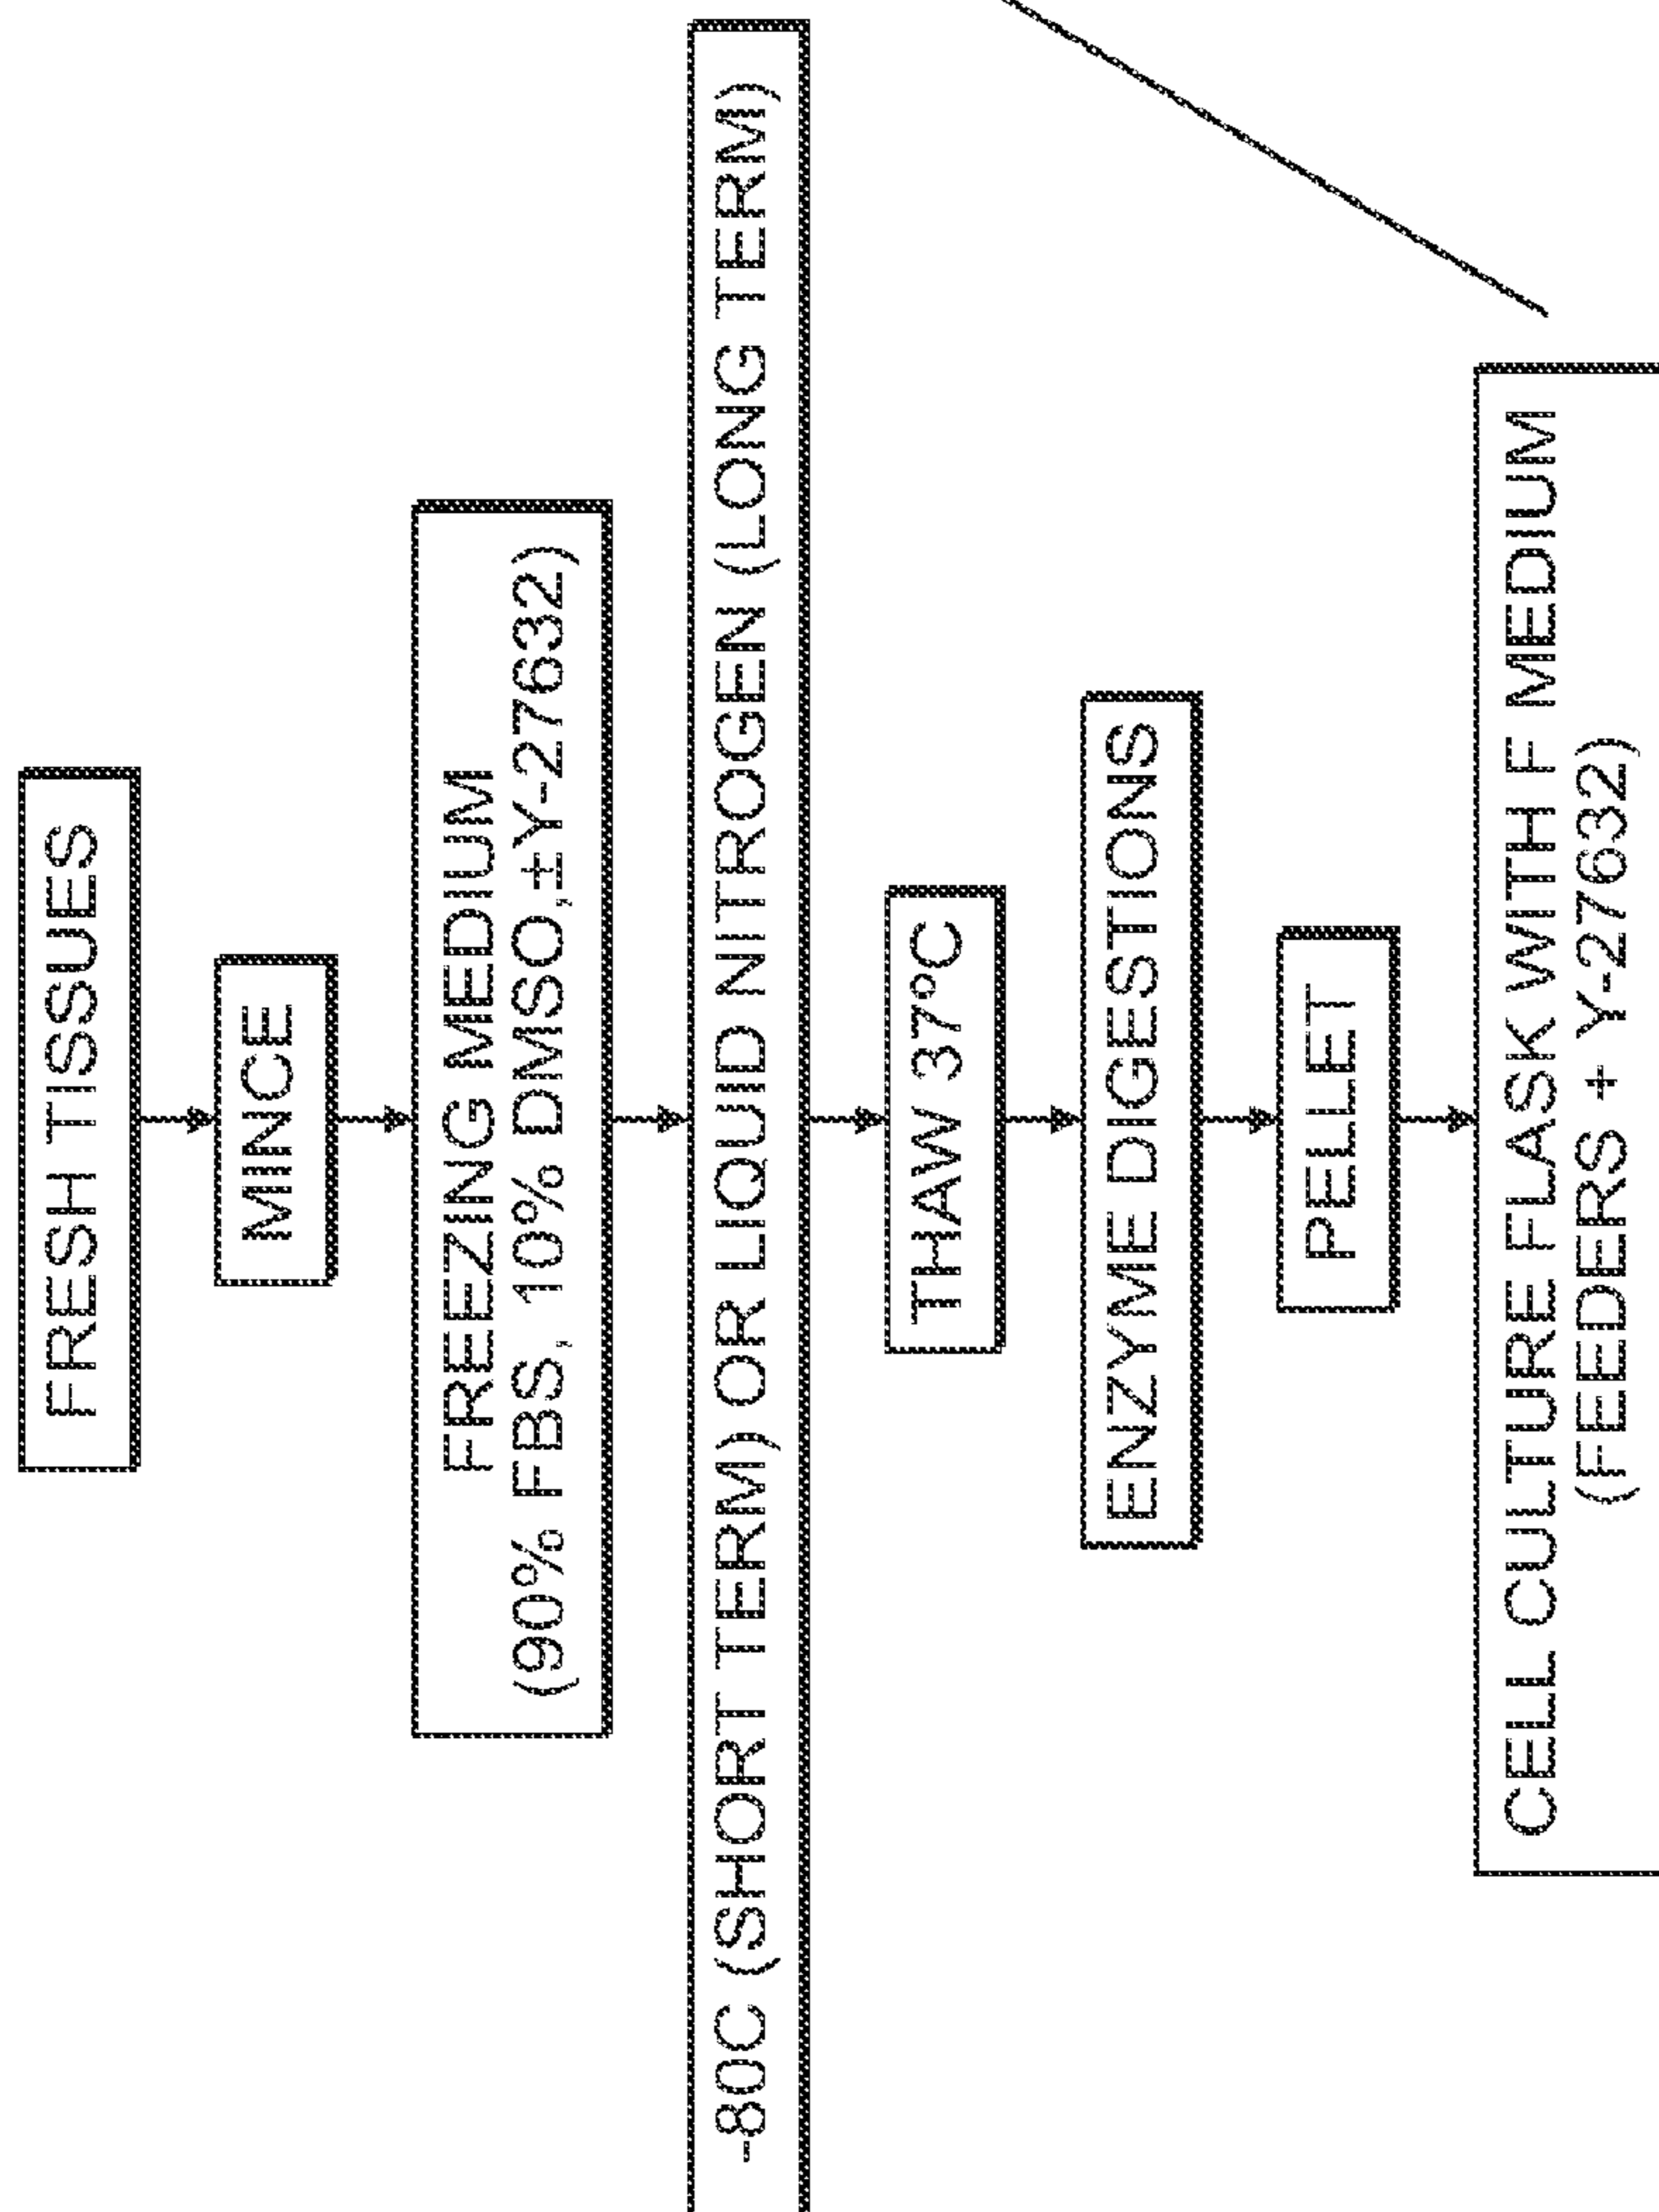 FRESH TISSUES
MINCE
FREEZING MEDIUM
(90% FBS, 10% DMSO,±Y-27632)
-80C (SHORT TERM) OR LIQUID NITROGEN (LONG TERM)
THAW 37ºC
ENZYME DIGESTIONS
PELLET
CELL CULTURE FLASK WITH F MEDIUM
(FEEDERS + Y-27632)